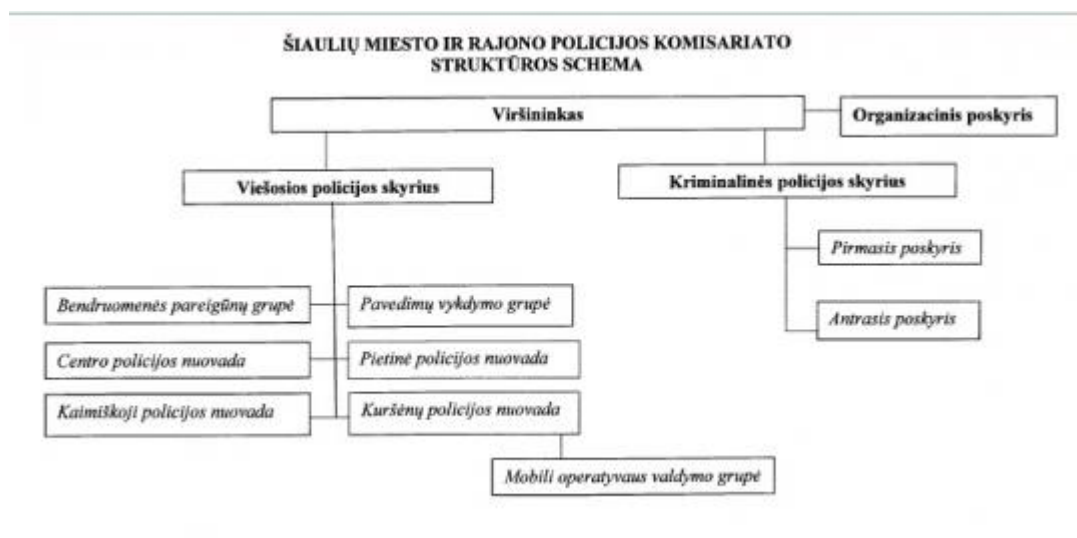 ŠIAULIŲ MIESTO IR RAJONO POLICIJOS KOMISARIATO
STRUKTŪROS SCHEMA
Viršininkas
Organizacinis poskyris
Viešosios policijos skyrius
Kriminalinės policijos skyrius
Pirmasis poskyris
Antrasis poskyris
Bendruomenės pareigūnų grupė
Pavedimų vykdymo grupė
Centro policijos nuovada
Pietinė policijos nuovada
Kaimiškoji policijos nuovada
Kuršėnų policijos nuovada
Mobili operatyvaus valdymo grupė